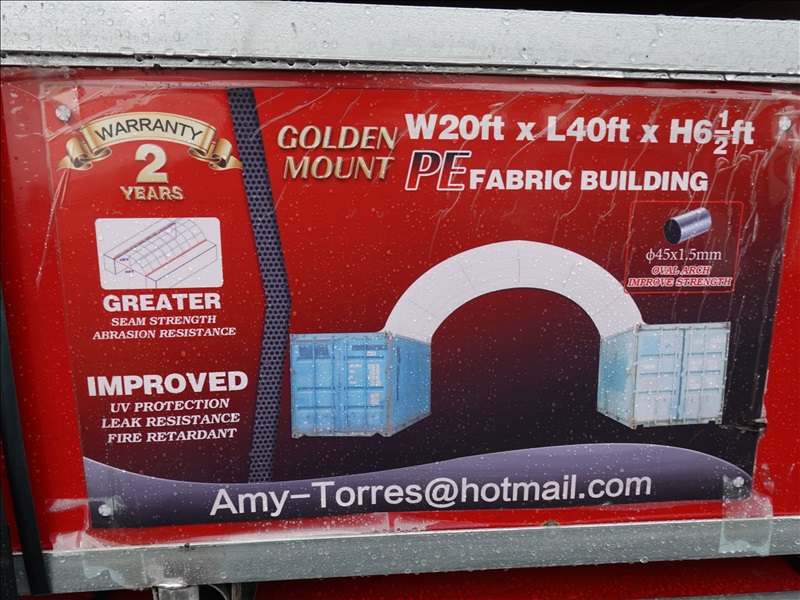 WARRANTY
2
YEARS
GOLDEN
MOUNT
W20ft x L40ft x H6½ft
PE FABRIC BUILDING
ϕ45x1,5mm
OVAL ARCH
IMPROVE STRENGTH
GREATER
SEAM STRENGTH
ABRASION RESISTANCE
IMPROVED
UV PROTECTION
LEAK RESISTANCE
FIRE RETARDANT
Amy-Torres@hotmail.com